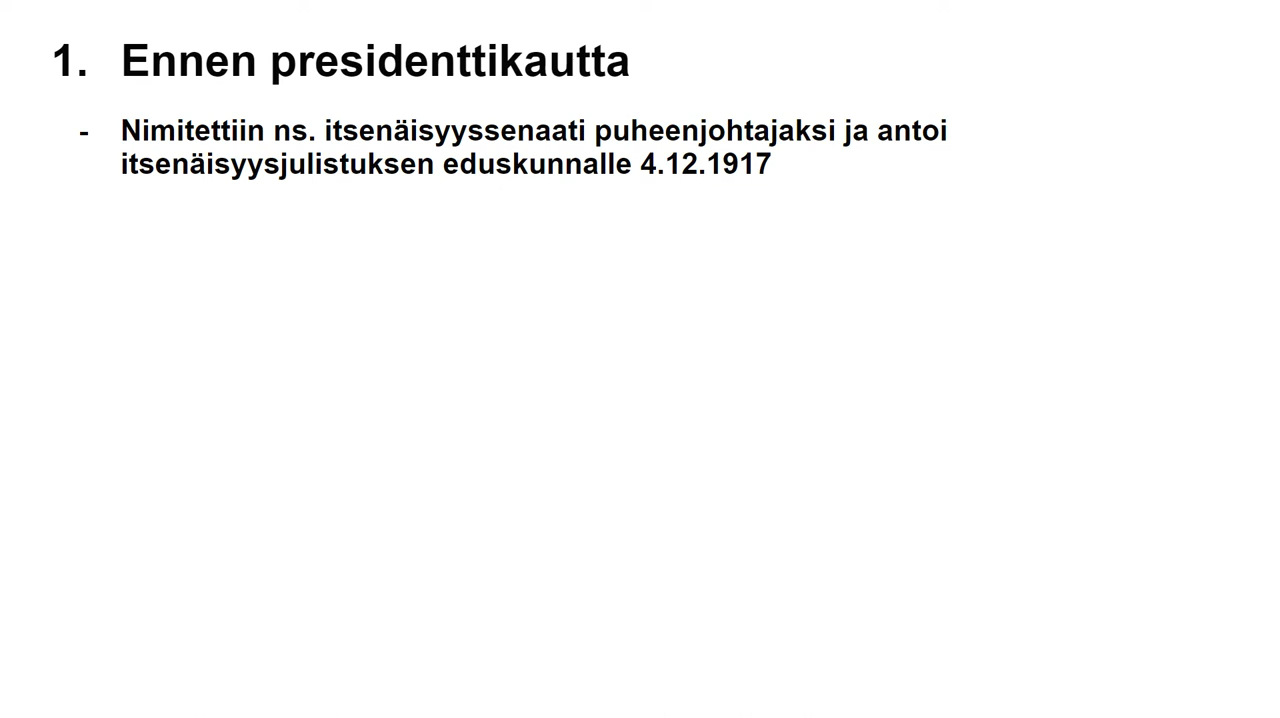 1. Ennen presidenttikautta
- Nimitettiin ns. itsenäisyyssenaati puheenjohtajaksi ja antoi
itsenäisyysjulistuksen eduskunnalle 4.12.1917